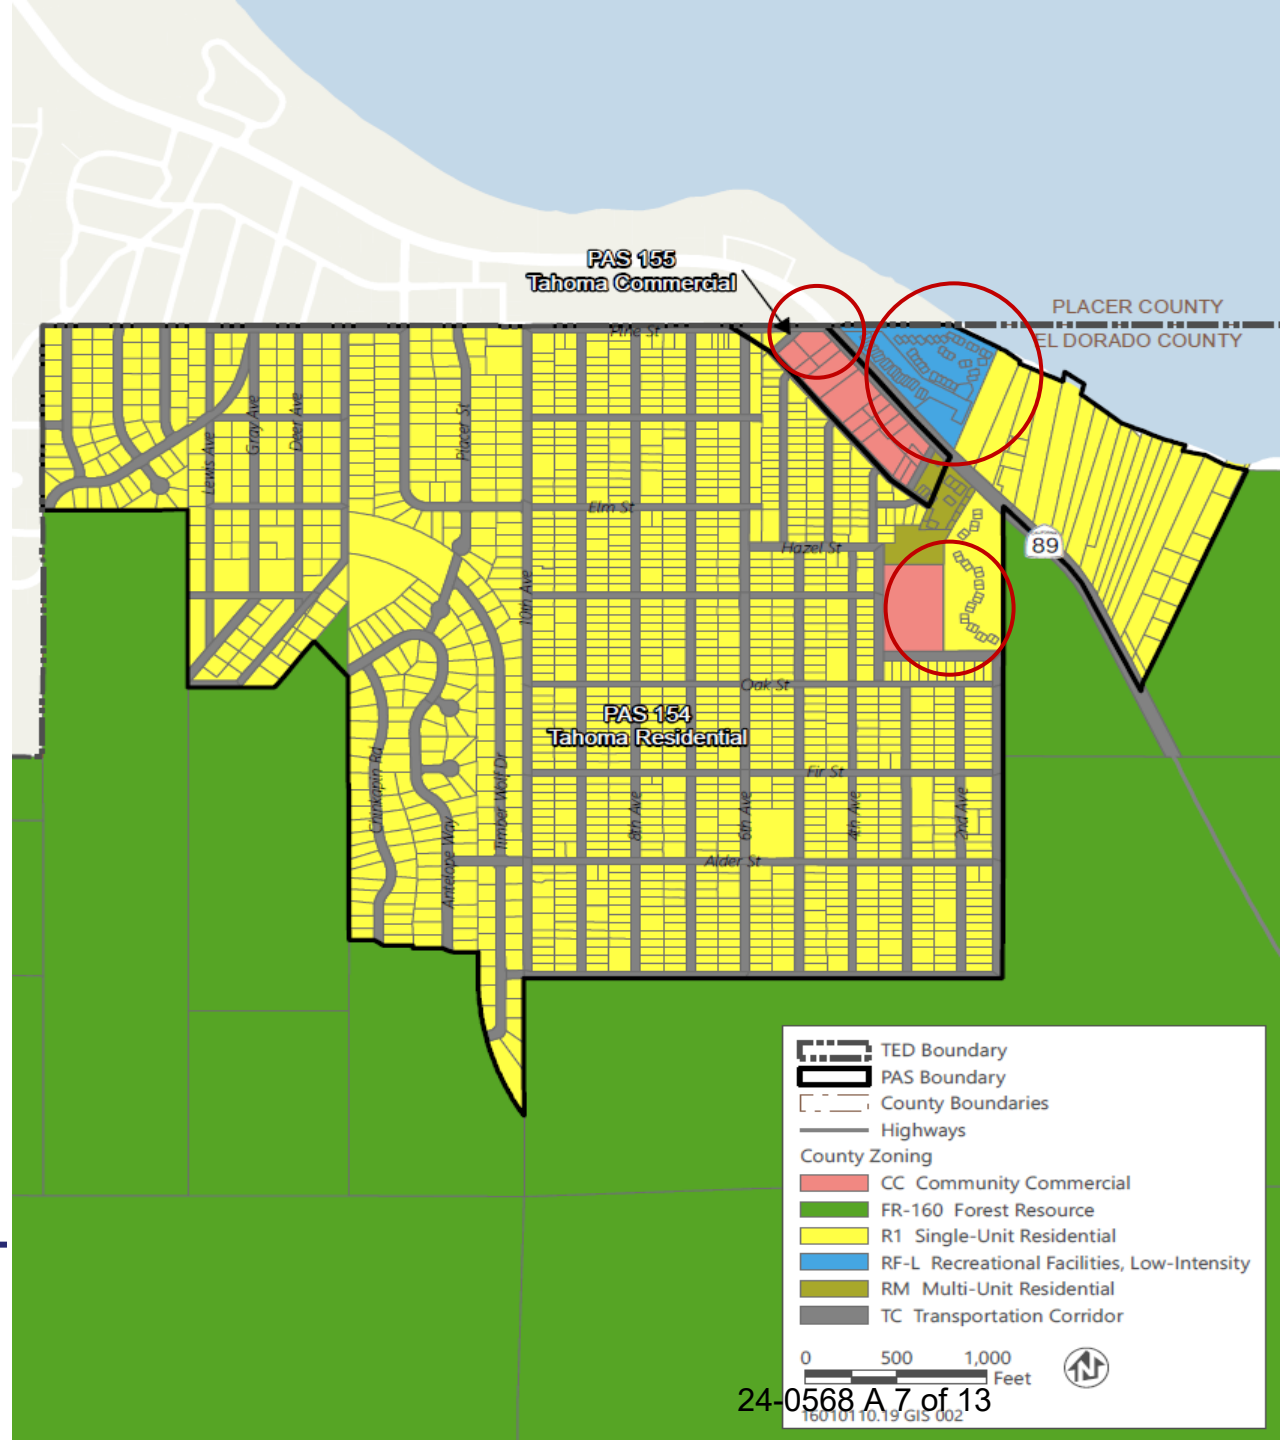 PAS 155
Tahoma Commercial
PLACER COUNTY
EL DORADO COUNTY
Pine St
Lewis Ave
Gray Ave
Deer Ave
Placer St
Elm St
Hazel St
89
10th Ave
Oak St
PAS 154
Tahoma Residential
Chinkapin Rd
Antelope Way
Timber Wolf Dr
Fir St
8th Ave
6th Ave
4th Ave
2nd Ave
Alder St
TED Boundary
PAS Boundary
County Boundaries
Highways
County Zoning
CC Community Commercial
FR-160 Forest Resource
R1 Single-Unit Residential
RF-L Recreational Facilities, Low-Intensity
RM Multi-Unit Residential
TC Transportation Corridor
0 500 1,000
Feet
N
24-0568 A 7 of 13
16010110.19 GIS 002